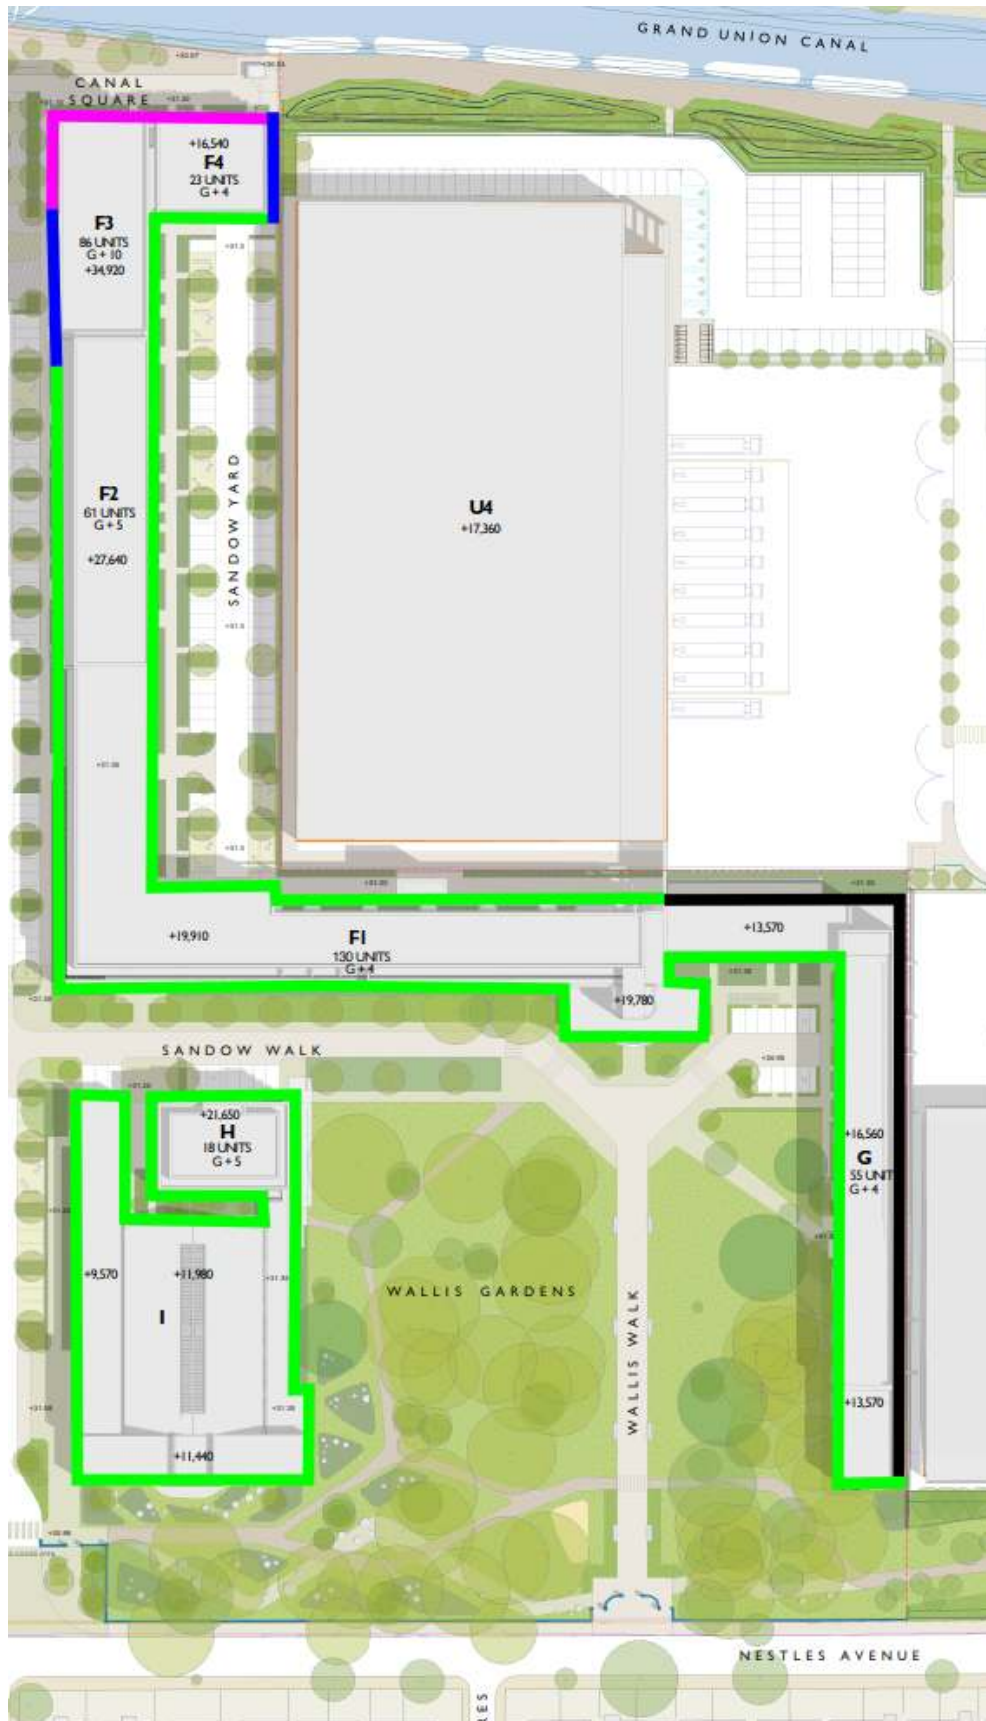 GRAND UNION CANAL
CANAL
SQUARE
+16,540
F4
23 UNITS
G + 4
F3
86 UNITS
G + 10
+34,920
F2
61 UNITS
G + 5
+27,640
SANDOW YARD
U4
+17,360
+19,910
F1
130 UNITS
G + 4
+13,570
+19,780
SANDOW WALK
+21,650
H
18 UNITS
G + 5
+16,560
G
55 UNIT
G + 4
+9,570
+11,980
I
WALLIS GARDENS
WALLIS WALK
+13,570
+11,440
NESTLES AVENUE